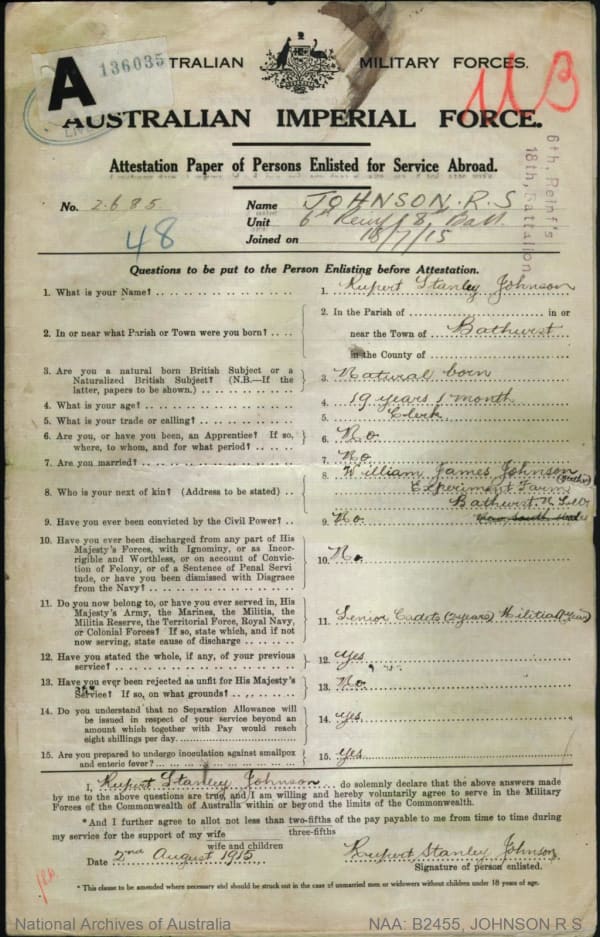 A 136035
TRALIAN MILITARY FORCES.
113
AUSTRALIAN IMPERIAL FORCE.
Attestation Paper of Persons Enlisted for Service Abroad.
6th. Reint's
18th. Battalion
No. 2685 Name JOHNSON. R. S
Unit 6th 18th Batt.
48
Joined on 18/7/15
Questions to be put to the Person Enlisting before Attestation.
1. What is your Name? 1. Rupert Stanley Johnson
2. In or near what Parish or Town were you born? 2. In the Parish of in or
near the Town of Bathurst
in the County of
3. Are you a natural born British Subject or a
Naturalized British Subject? (N.B.—If the
latter, papers to be shown.) 3. Natural born
4. What is your age? 4. 19 years 1 month
5. What is your trade or calling? 5. Clerk
6. Are you, or have you been, an Apprentice? If so,
where, to whom, and for what period? 6. No
7. Are you married? 7. No
8. Who is your next of kin? (Address to be stated) 8. William James Johnson (father)
Experiment Farm
Bathurst. N.S.W.
New South Wales
9. Have you ever been convicted by the Civil Power? 9. No
10. Have you ever been discharged from any part of His
Majesty's Forces, with Ignominy, or as Incor-
rigible and Worthless, or on account of Convic-
tion of Felony, or of a Sentence of Penal Servi
tude, or have you been dismissed with Disgrace
from the Navy? 10. No
11. Do you now belong to, or have you ever served in, His
Majesty's Army, the Marines, the Militia, the
Militia Reserve, the Territorial Force, Royal Navy,
or Colonial Forces? If so, state which, and if not
now serving, state cause of discharge 11. Senior Cadets (2 years) Militia (1 year)
12. Have you stated the whole, if any, of your previous
service? 12. Yes
13. Have you ever been rejected as unfit for His Majesty's
Service? If so, on what grounds? 13. No
14. Do you understand that no Separation Allowance will
be issued in respect of your service beyond an
amount which together with Pay would reach
eight shillings per day. 14. Yes
15. Are you prepared to undergo inoculation against smallpox
and enteric fever? 15. Yes
I, Rupert Stanley Johnson do solemnly declare that the above answers made
by me to the above questions are true, and I am willing and hereby voluntarily agree to serve in the Military
Forces of the Commonwealth of Australia within or beyond the limits of the Commonwealth.
*And I further agree to allot not less than two-fifths of the pay payable to me from time to time during
three-fifths
my service for the support of my wife
wife and children
Date 2nd August 1915 Rupert Stanley Johnson
Signature of person enlisted.
* This clause to be amended where necessary and should be struck out in the case of unmarried men or widowers without children under 18 years of age.
National Archives of Australia NAA: B2455, JOHNSON R S